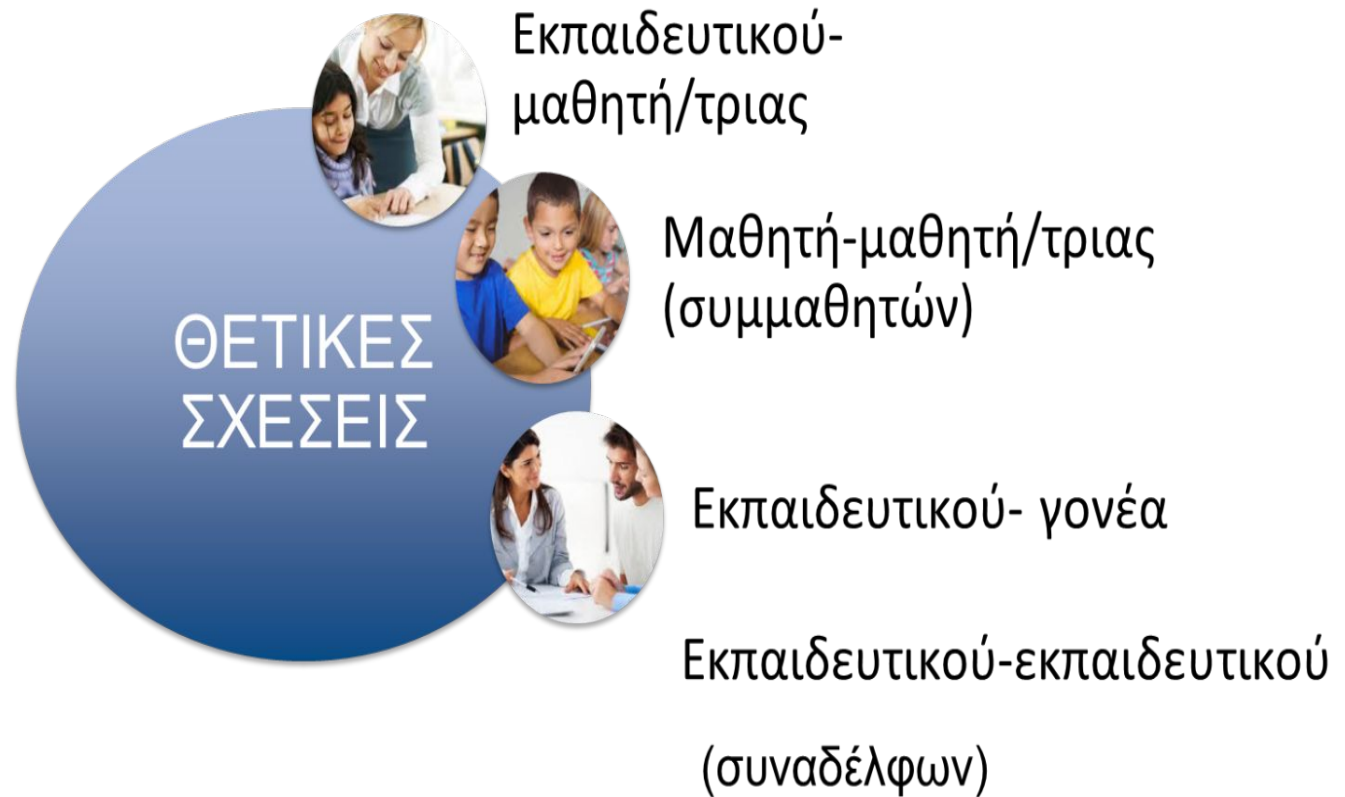 Εκπαιδευτικού-
μαθητή/τριας
Μαθητή-μαθητή/τριας
(συμμαθητών)
ΘΕΤΙΚΕΣ
ΣΧΕΣΕΙΣ
Εκπαιδευτικού- γονέα
Εκπαιδευτικού-εκπαιδευτικού
(συναδέλφων)